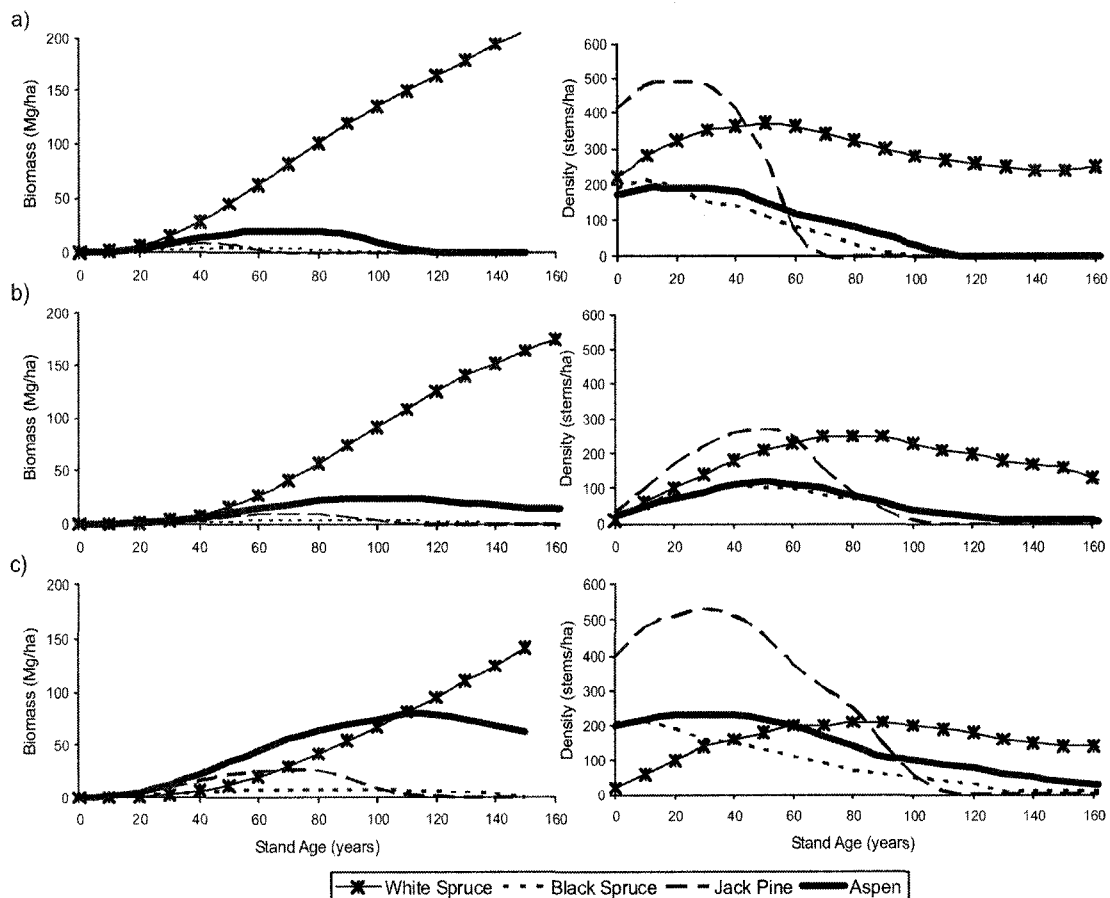 a)
Biomass (Mg/ha)
200
150
100
50
0
0 20 40 60 80 100 120 140 160
Density (stems/ha)
600
500
400
300
200
100
0
0 20 40 60 80 100 120 140 160
b)
Biomass (Mg/ha)
200
150
100
50
0
0 20 40 60 80 100 120 140 160
Density (stems/ha)
600
500
400
300
200
100
0
0 20 40 60 80 100 120 140 160
c)
Biomass (Mg/ha)
200
150
100
50
0
0 20 40 60 80 100 120 140 160
Stand Age (years)
Density (stems/ha)
600
500
400
300
200
100
0
0 20 40 60 80 100 120 140 160
Stand Age (years)
White Spruce Black Spruce Jack Pine Aspen